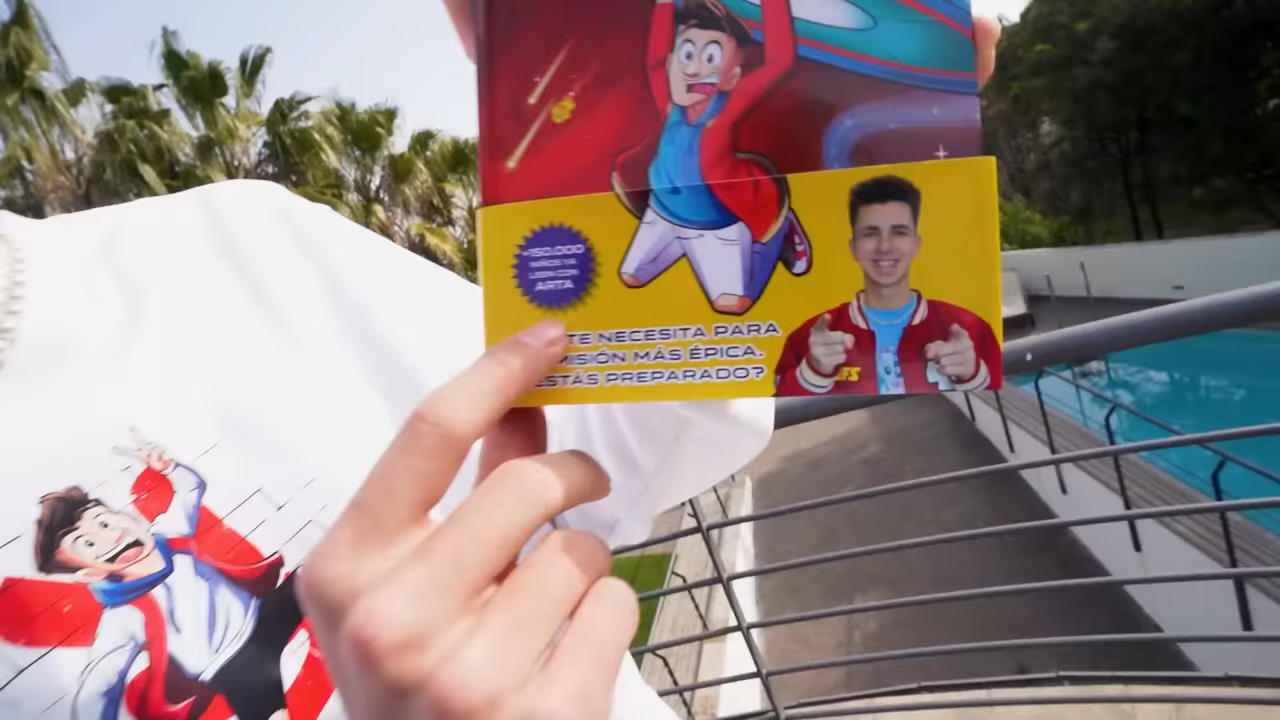 +150.000
NIÑOS YA
LEEN CON
ARTA
TE NECESITA PARA
MISIÓN MÁS ÉPICA.
ESTÁS PREPARADO?